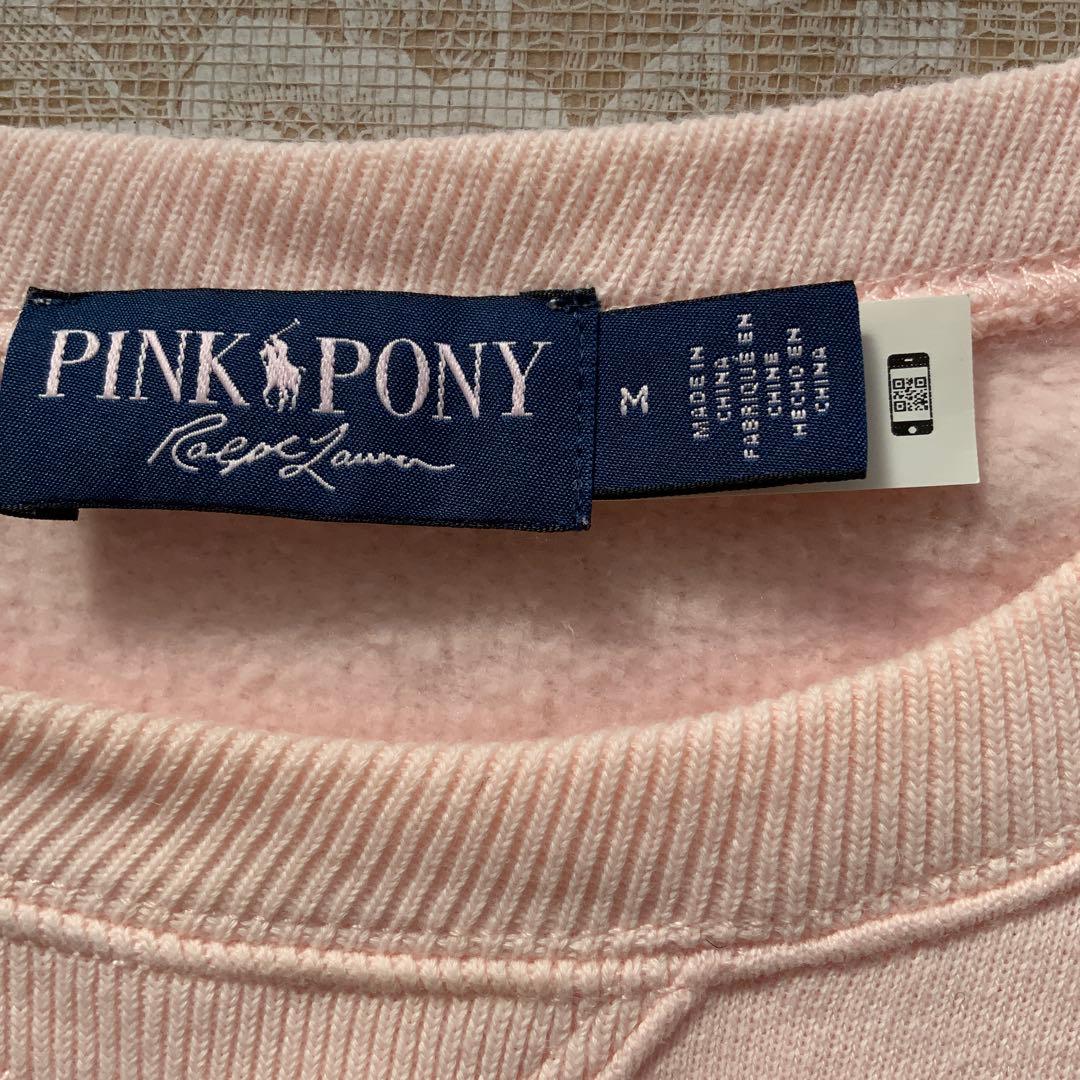 PINK PONY
Ralph Lauren
M
MADE IN
CHINA
FABRIQUÉ EN
CHINE
HECHO EN
CHINA